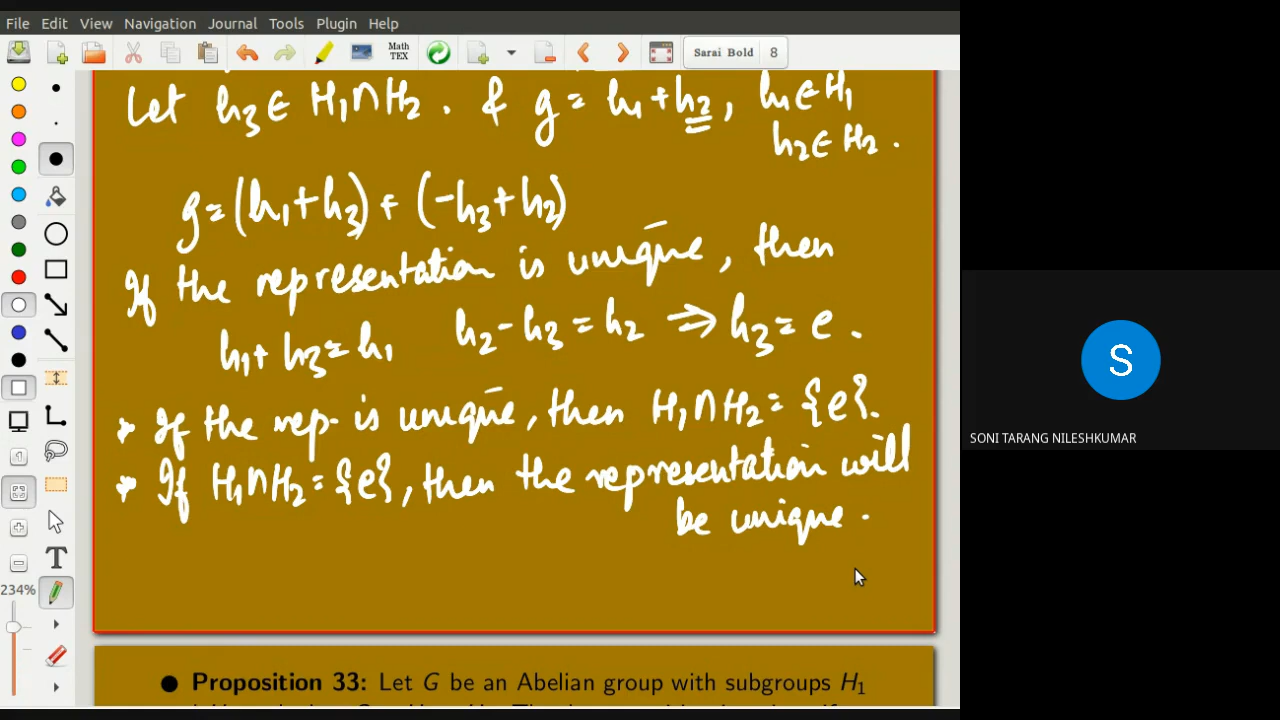 File Edit View Navigation Journal Tools Plugin Help
Math TEX Sarai Bold 8
Let h3 ∈ H1∩H2 . & g = h1 + h2 , h1 ∈ H1
h2 ∈ H2 .
g = (h1 + h3) + (-h3 + h2)
If the representation is unique , then
h1 + h3 = h1 h2 - h3 = h2 ⇒ h3 = e .
* If the rep. is unique, then H1∩H2 = {e}.
* If H1∩H2 = {e}, then the representation will
be unique .
234%
● Proposition 33: Let G be an Abelian group with subgroups H1
S
SONI TARANG NILESHKUMAR